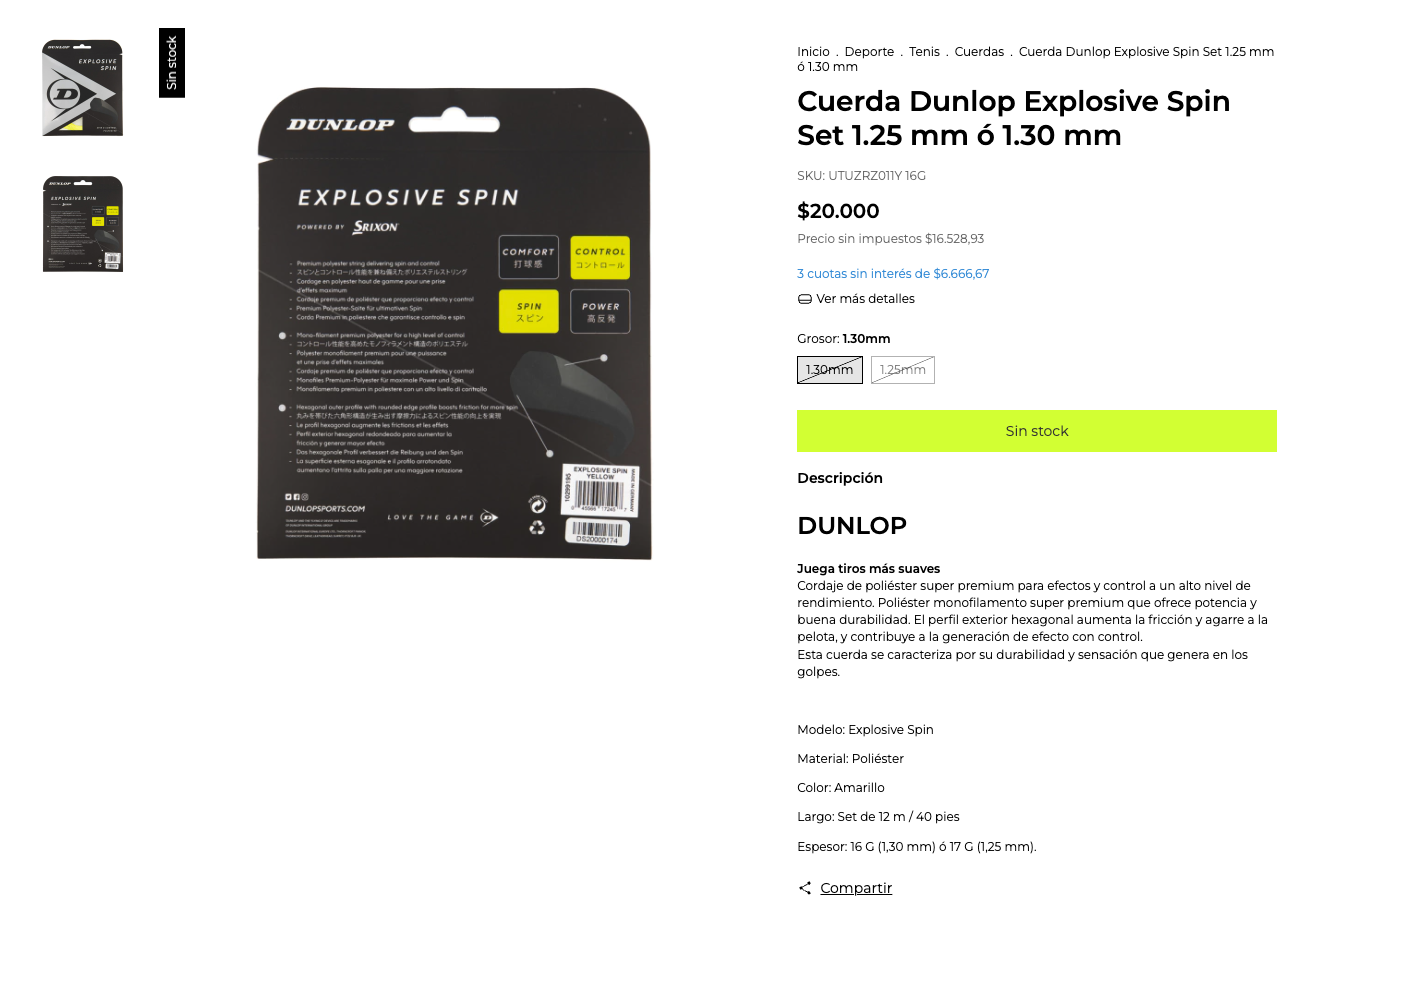 Sin stock
DUNLOP
EXPLOSIVE
SPIN
DUNLOP
EXPLOSIVE SPIN
DUNLOP
EXPLOSIVE SPIN
POWERED BY SRIXON
COMFORT
打球感
CONTROL
コントロール
SPIN
スピン
POWER
高反発
- Premium polyester string delivering spin and control
- スピンとコントロール性能を兼ね備えたポリエステルストリング
- Cordage en polyester haut de gamme pour une prise
d'effets maximum
- Cordaje premium de poliéster que proporciona efecto y control
- Premium Polyester-Saite für ultimativen Spin
- Corda Premium in poliestere che garantisce controllo e spin
- Mono-filament premium polyester for a high level of control
- コントロール性能を高めたモノフィラメント構造のポリエステル
- Polyester monofilament premium pour une puissance
et une prise d'effets maximales
- Cordaje premium de poliéster que proporciona efecto y control
- Monofiles Premium-Polyester für maximale Power und Spin
- Monofilamento premium in poliestere con un alto livello di controllo
- Hexagonal outer profile with rounded edge profile boosts friction for more spin
- 丸みを帯びた六角形構造が生み出す摩擦力によるスピン性能の向上を実現
- Le profil hexagonal augmente les frictions et les effets
- Perfil exterior hexagonal redondeado para aumentar la
fricción y generar mayor efecto
- Das hexagonale Profil verbessert die Reibung und den Spin
- La superficie esterna esagonale e il profilo arrotondato
aumentano l'attrito sulla palla per una maggiore rotazione
DUNLOPSPORTS.COM
LOVE THE GAME
EXPLOSIVE SPIN
YELLOW
10299195
MADE IN GERMANY
DS20000174
Inicio . Deporte . Tenis . Cuerdas . Cuerda Dunlop Explosive Spin Set 1.25 mm
ó 1.30 mm
Cuerda Dunlop Explosive Spin
Set 1.25 mm ó 1.30 mm
SKU: UTUZRZ011Y 16G
$20.000
Precio sin impuestos $16.528,93
3 cuotas sin interés de $6.666,67
Ver más detalles
Grosor: 1.30mm
1.30mm 1.25mm
Sin stock
Descripción
DUNLOP
Juega tiros más suaves
Cordaje de poliéster super premium para efectos y control a un alto nivel de
rendimiento. Poliéster monofilamento super premium que ofrece potencia y
buena durabilidad. El perfil exterior hexagonal aumenta la fricción y agarre a la
pelota, y contribuye a la generación de efecto con control.
Esta cuerda se caracteriza por su durabilidad y sensación que genera en los
golpes.
Modelo: Explosive Spin
Material: Poliéster
Color: Amarillo
Largo: Set de 12 m / 40 pies
Espesor: 16 G (1,30 mm) ó 17 G (1,25 mm).
Compartir